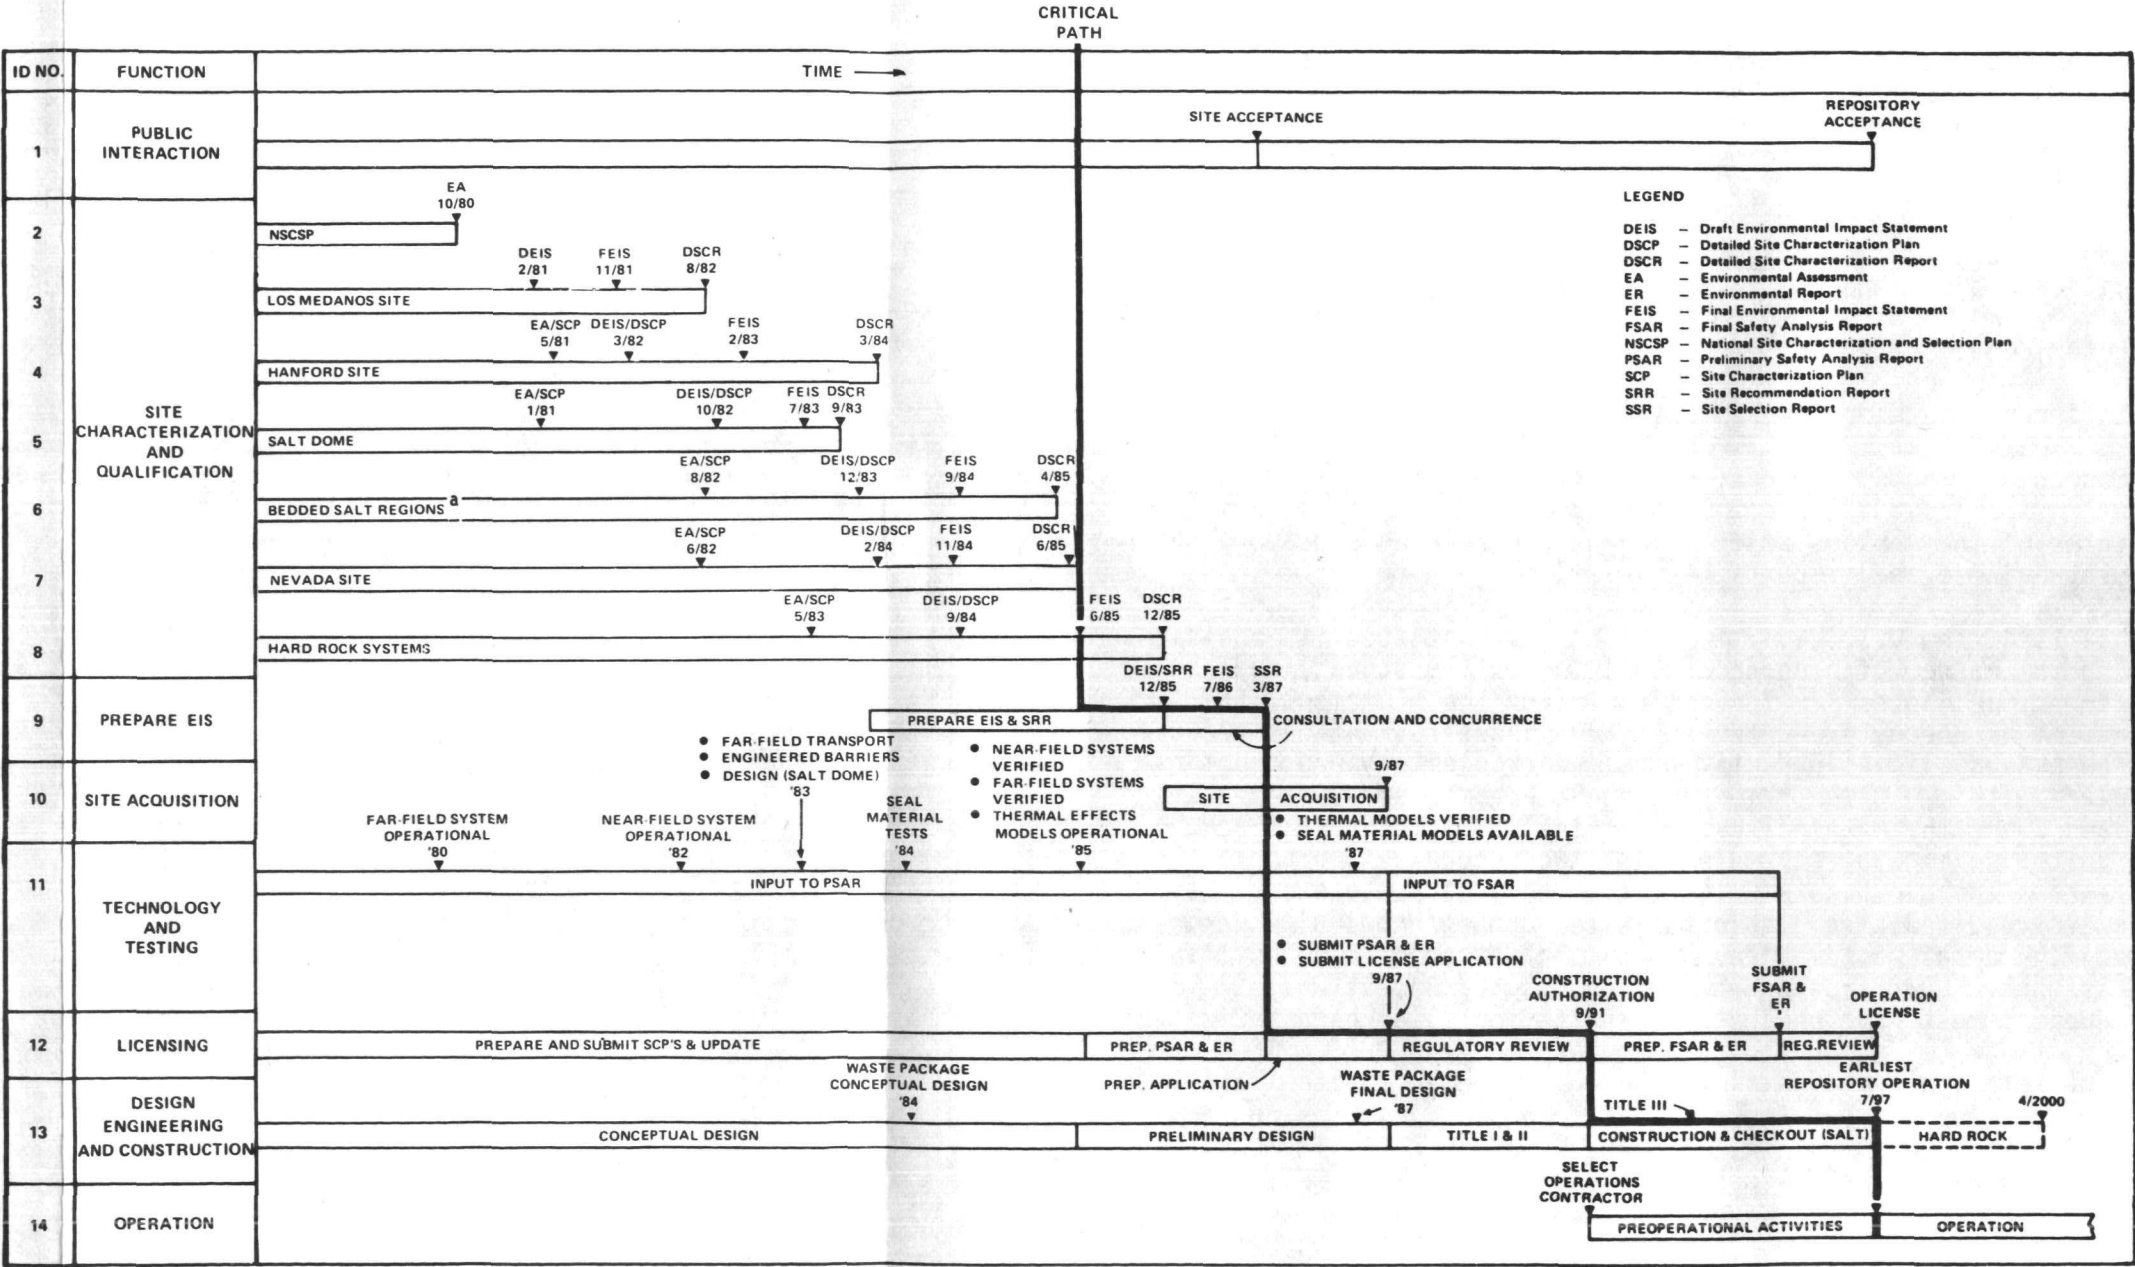 CRITICAL
PATH
ID NO.
FUNCTION
TIME
1
PUBLIC
INTERACTION
SITE ACCEPTANCE
REPOSITORY
ACCEPTANCE
LEGEND
DEIS – Draft Environmental Impact Statement
DSCP – Detailed Site Characterization Plan
DSCR – Detailed Site Characterization Report
EA – Environmental Assessment
ER – Environmental Report
FEIS – Final Environmental Impact Statement
FSAR – Final Safety Analysis Report
NSCSP – National Site Characterization and Selection Plan
PSAR – Preliminary Safety Analysis Report
SCP – Site Characterization Plan
SRR – Site Recommendation Report
SSR – Site Selection Report
SITE
CHARACTERIZATION
AND
QUALIFICATION
2
EA
10/80
NSCSP
3
DEIS
2/81
FEIS
11/81
DSCR
8/82
LOS MEDANOS SITE
4
EA/SCP
5/81
DEIS/DSCP
3/82
FEIS
2/83
DSCR
3/84
HANFORD SITE
5
EA/SCP
1/81
DEIS/DSCP
10/82
FEIS
7/83
DSCR
9/83
SALT DOME
6
EA/SCP
8/82
DEIS/DSCP
12/83
FEIS
9/84
DSCR
4/85
BEDDED SALT REGIONS a
7
EA/SCP
6/82
DEIS/DSCP
2/84
FEIS
11/84
DSCR
6/85
NEVADA SITE
8
EA/SCP
5/83
DEIS/DSCP
9/84
FEIS
6/85
DSCR
12/85
HARD ROCK SYSTEMS
9
PREPARE EIS
DEIS/SRR
12/85
FEIS
7/86
SSR
3/87
PREPARE EIS & SRR
CONSULTATION AND CONCURRENCE
10
SITE ACQUISITION
9/87
SITE
ACQUISITION
11
TECHNOLOGY
AND
TESTING
FAR-FIELD SYSTEM
OPERATIONAL
'80
NEAR-FIELD SYSTEM
OPERATIONAL
'82
• FAR-FIELD TRANSPORT
• ENGINEERED BARRIERS
• DESIGN (SALT DOME)
'83
SEAL
MATERIAL
TESTS
'84
• NEAR-FIELD SYSTEMS
VERIFIED
• FAR-FIELD SYSTEMS
VERIFIED
• THERMAL EFFECTS
MODELS OPERATIONAL
'85
• THERMAL MODELS VERIFIED
• SEAL MATERIAL MODELS AVAILABLE
'87
INPUT TO PSAR
INPUT TO FSAR
12
LICENSING
• SUBMIT PSAR & ER
• SUBMIT LICENSE APPLICATION
9/87
CONSTRUCTION
AUTHORIZATION
9/91
SUBMIT
FSAR &
ER
OPERATION
LICENSE
PREPARE AND SUBMIT SCP'S & UPDATE
PREP. PSAR & ER
REGULATORY REVIEW
PREP. FSAR & ER
REG.REVIEW
PREP. APPLICATION
13
DESIGN
ENGINEERING
AND CONSTRUCTION
WASTE PACKAGE
CONCEPTUAL DESIGN
'84
WASTE PACKAGE
FINAL DESIGN
'87
TITLE III
EARLIEST
REPOSITORY OPERATION
7/97
4/2000
CONCEPTUAL DESIGN
PRELIMINARY DESIGN
TITLE I & II
CONSTRUCTION & CHECKOUT (SALT)
HARD ROCK
14
OPERATION
SELECT
OPERATIONS
CONTRACTOR
PREOPERATIONAL ACTIVITIES
OPERATION